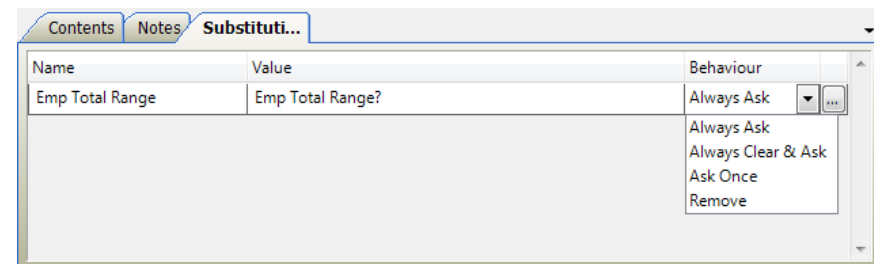 Contents Notes Substituti...
Name Value Behaviour
Emp Total Range Emp Total Range? Always Ask ...
Always Ask
Always Clear & Ask
Ask Once
Remove